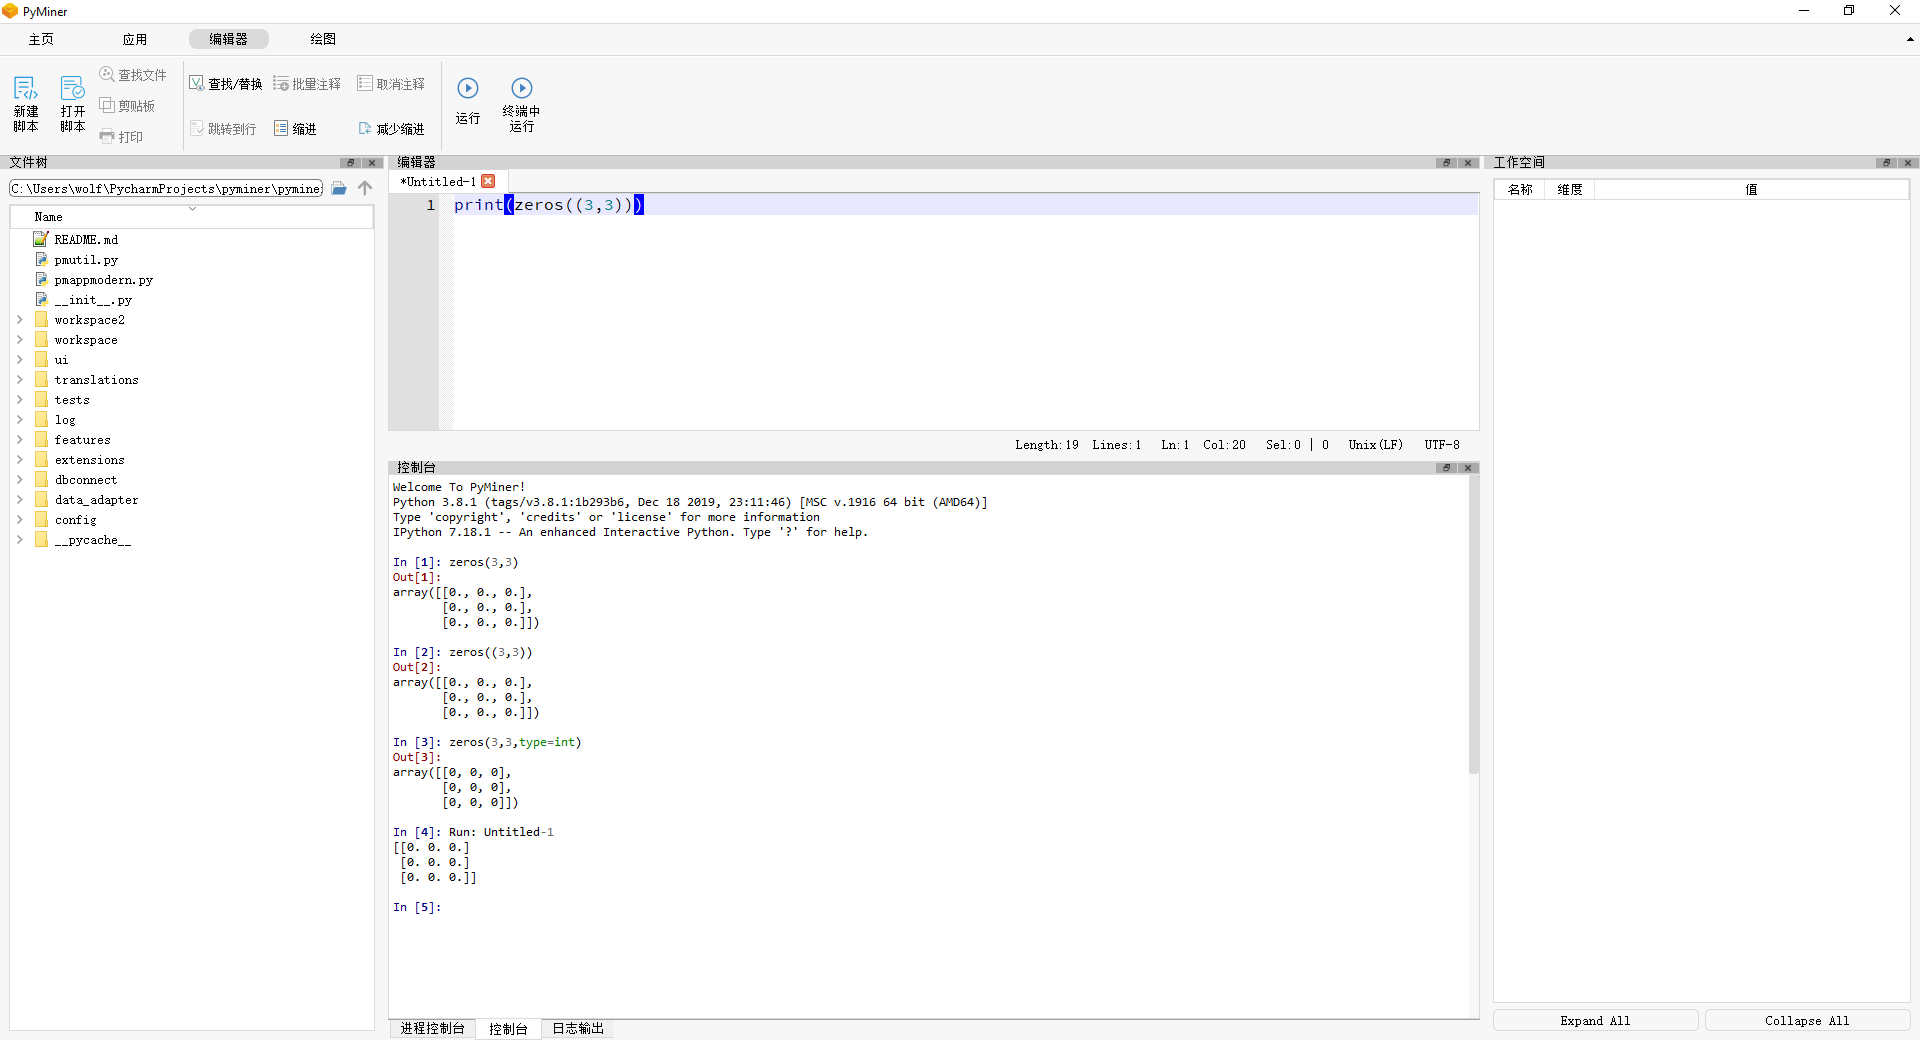 PyMiner
主页 应用 编辑器 绘图
新建脚本 打开脚本 查找文件 剪贴板 打印
查找/替换 批量注释 取消注释
跳转到行 缩进 减少缩进
运行 终端中运行
文件树
C:\Users\wolf\PycharmProjects\pyminer\pymine
Name
README.md
pmutil.py
pmappmodern.py
__init__.py
workspace2
workspace
ui
translations
tests
log
features
extensions
dbconnect
data_adapter
config
__pycache__
编辑器
*Untitled-1
1 print(zeros((3,3)))
Length:19 Lines:1 Ln:1 Col:20 Sel:0 | 0 Unix(LF) UTF-8
控制台
Welcome To PyMiner!
Python 3.8.1 (tags/v3.8.1:1b293b6, Dec 18 2019, 23:11:46) [MSC v.1916 64 bit (AMD64)]
Type 'copyright', 'credits' or 'license' for more information
IPython 7.18.1 -- An enhanced Interactive Python. Type '?' for help.
In [1]: zeros(3,3)
Out[1]:
array([[0., 0., 0.],
[0., 0., 0.],
[0., 0., 0.]])
In [2]: zeros((3,3))
Out[2]:
array([[0., 0., 0.],
[0., 0., 0.],
[0., 0., 0.]])
In [3]: zeros(3,3,type=int)
Out[3]:
array([[0, 0, 0],
[0, 0, 0],
[0, 0, 0]])
In [4]: Run: Untitled-1
[[0. 0. 0.]
[0. 0. 0.]
[0. 0. 0.]]
In [5]:
进程控制台 控制台 日志输出
工作空间
名称 维度 值
Expand All Collapse All